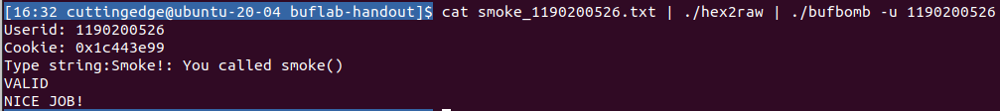 [16:32 cuttingedge@ubuntu-20-04 buflab-handout]$ cat smoke_1190200526.txt | ./hex2raw | ./bufbomb -u 1190200526
Userid: 1190200526
Cookie: 0x1c443e99
Type string:Smoke!: You called smoke()
VALID
NICE JOB!